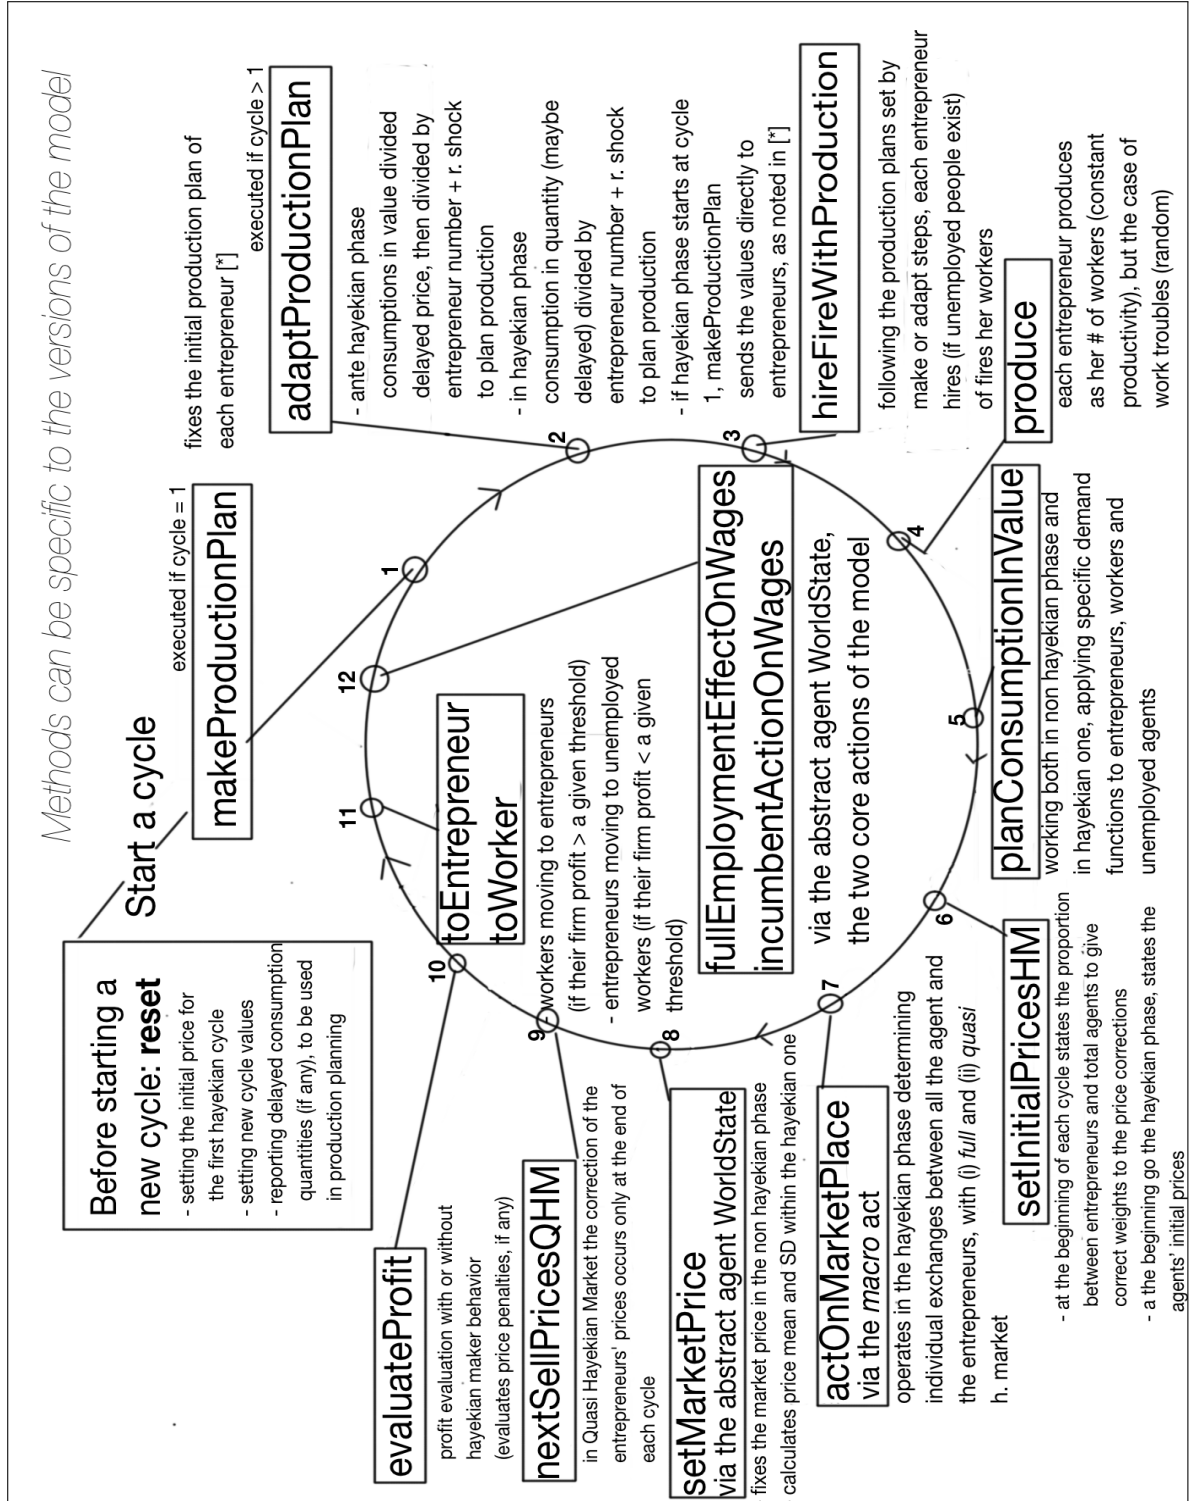 Methods can be specific to the versions of the model
Before starting a
new cycle: reset
- setting the initial price for
the first hayekian cycle
- setting new cycle values
- reporting delayed consumption
quantities (if any), to be used
in production planning
Start a cycle
executed if cycle = 1
makeProductionPlan
fixes the initial production plan of
each entrepreneur [*]
executed if cycle > 1
adaptProductionPlan
- ante hayekian phase
consumptions in value divided
delayed price, then divided by
entrepreneur number + r. shock
to plan production
- in hayekian phase
consumption in quantity (maybe
delayed) divided by
entrepreneur number + r. shock
to plan production
- if hayekian phase starts at cycle
1, makeProductionPlan
sends the values directly to
entrepreneurs, as noted in [*]
hireFireWithProduction
following the production plans set by
make or adapt steps, each entrepreneur
hires (if unemployed people exist)
of fires her workers
produce
each entrepreneur produces
as her # of workers (constant
productivity), but the case of
work troubles (random)
planConsumptionInValue
working both in non hayekian phase and
in hayekian one, applying specific demand
functions to entrepreneurs, workers and
unemployed agents
setInitialPricesHM
- at the beginning of each cycle states the proportion
between entrepreneurs and total agents to give
correct weights to the price corrections
- a the beginning go the hayekian phase, states the
agents' initial prices
actOnMarketPlace
via the macro act
operates in the hayekian phase determining
individual exchanges between all the agent and
the entrepreneurs, with (i) full and (ii) quasi
h. market
setMarketPrice
via the abstract agent WorldState
- fixes the market price in the non hayekian phase
- calculates price mean and SD within the hayekian one
nextSellPricesQHM
in Quasi Hayekian Market the correction of the
entrepreneurs' prices occurs only at the end of
each cycle
evaluateProfit
profit evaluation with or without
hayekian maker behavior
(evaluates price penalties, if any)
toEntrepreneur
toWorker
- workers moving to entrepreneurs
(if their firm profit > a given threshold)
- entrepreneurs moving to unemployed
workers (if their firm profit < a given
threshold)
fullEmploymentEffectOnWages
incumbentActionOnWages
via the abstract agent WorldState,
the two core actions of the model
1
2
3
4
5
6
7
8
9
10
11
12